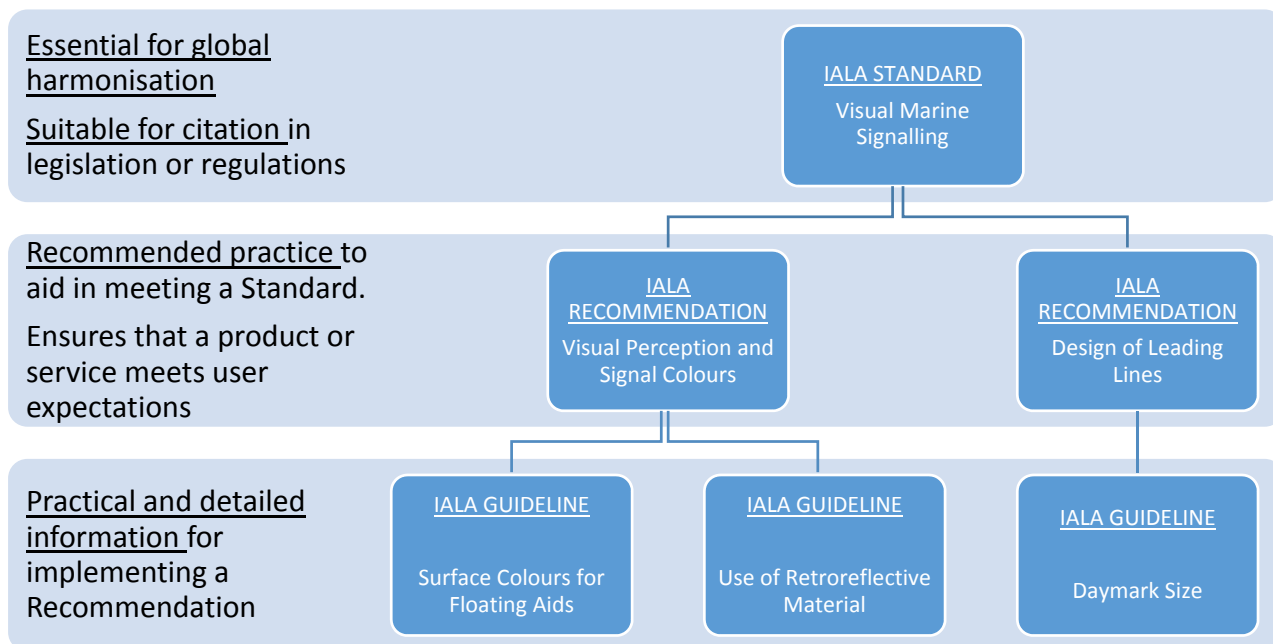 Essential for global
harmonisation
Suitable for citation in
legislation or regulations
IALA STANDARD
Visual Marine
Signalling
Recommended practice to
aid in meeting a Standard.
Ensures that a product or
service meets user
expectations
IALA
RECOMMENDATION
Visual Perception and
Signal Colours
IALA
RECOMMENDATION
Design of Leading
Lines
Practical and detailed
information for
implementing a
Recommendation
IALA GUIDELINE
Surface Colours for
Floating Aids
IALA GUIDELINE
Use of Retroreflective
Material
IALA GUIDELINE
Daymark Size